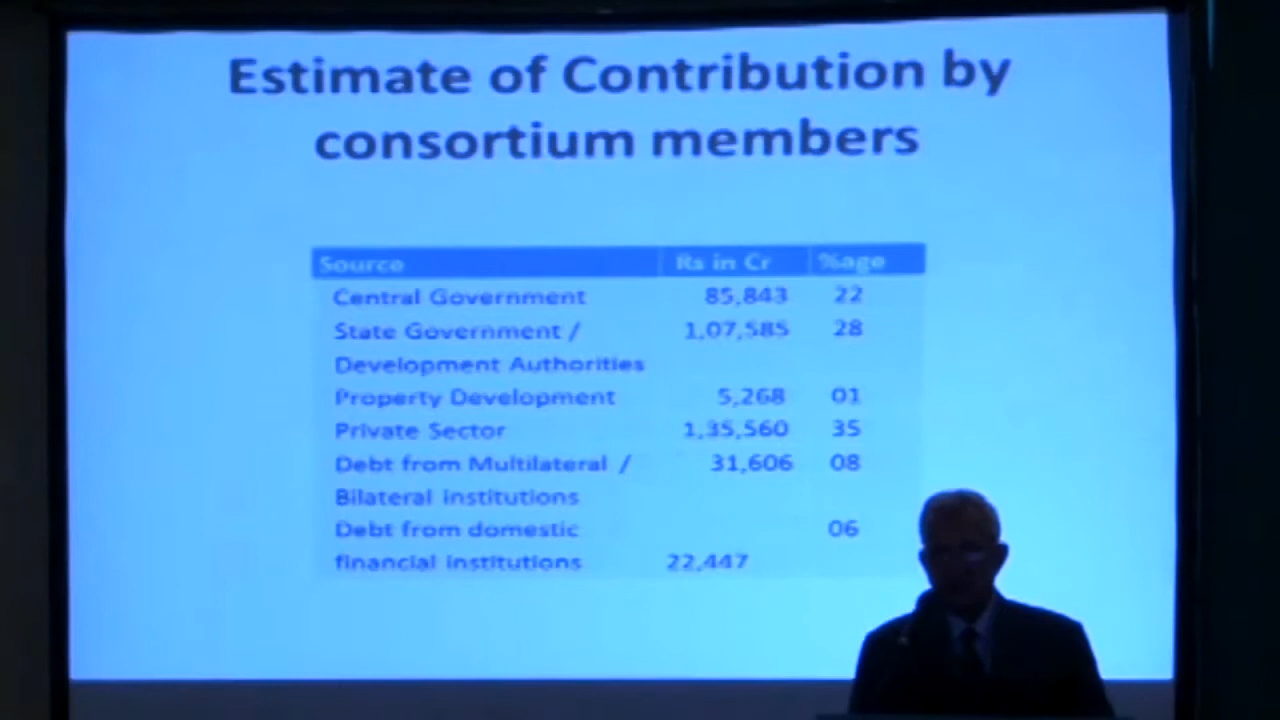 Estimate of Contribution by
consortium members
Source Rs in Cr %age
Central Government 85,843 22
State Government / 1,07,585 28
Development Authorities
Property Development 5,268 01
Private Sector 1,35,560 35
Debt from Multilateral / 31,606 08
Bilateral institutions
Debt from domestic 06
financial institutions 22,447